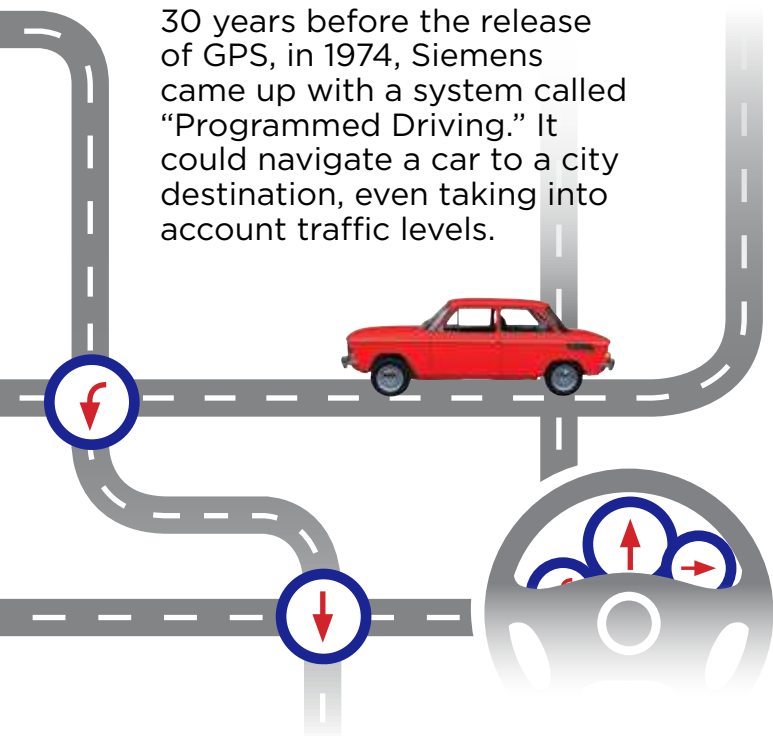 30 years before the release
of GPS, in 1974, Siemens
came up with a system called
“Programmed Driving.” It
could navigate a car to a city
destination, even taking into
account traffic levels.